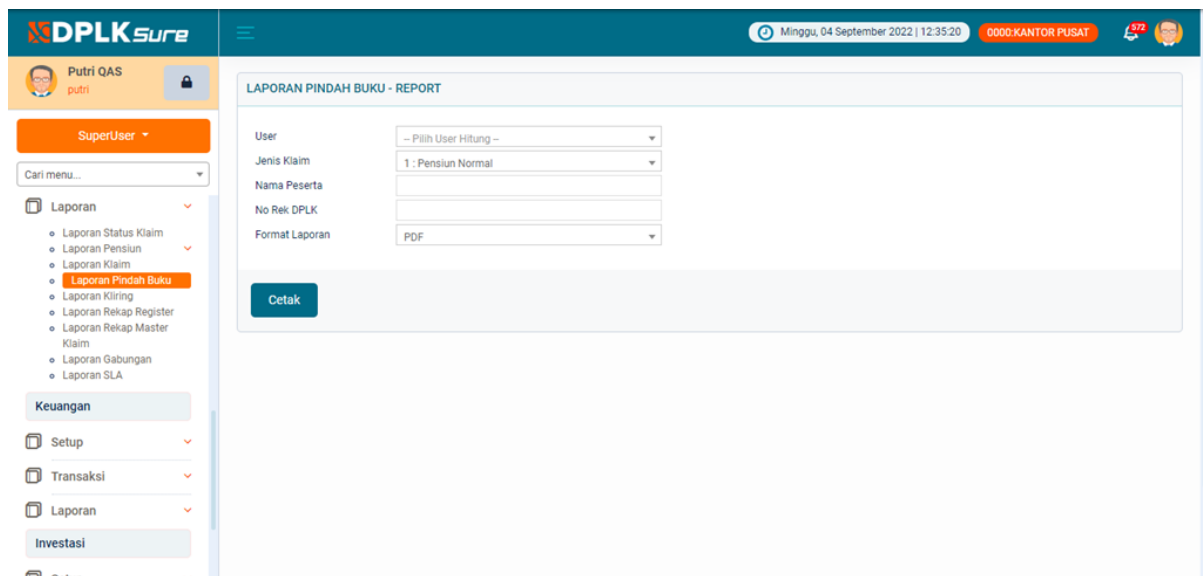 DPLKSure
Minggu, 04 September 2022 | 12:35:20
0000:KANTOR PUSAT
572
Putri QAS
putri
SuperUser
Cari menu...
Laporan
Laporan Status Klaim
Laporan Pensiun
Laporan Klaim
Laporan Pindah Buku
Laporan Kliring
Laporan Rekap Register
Laporan Rekap Master
Klaim
Laporan Gabungan
Laporan SLA
Keuangan
Setup
Transaksi
Laporan
Investasi
LAPORAN PINDAH BUKU - REPORT
User
-- Pilih User Hitung --
Jenis Klaim
1 : Pensiun Normal
Nama Peserta
No Rek DPLK
Format Laporan
PDF
Cetak